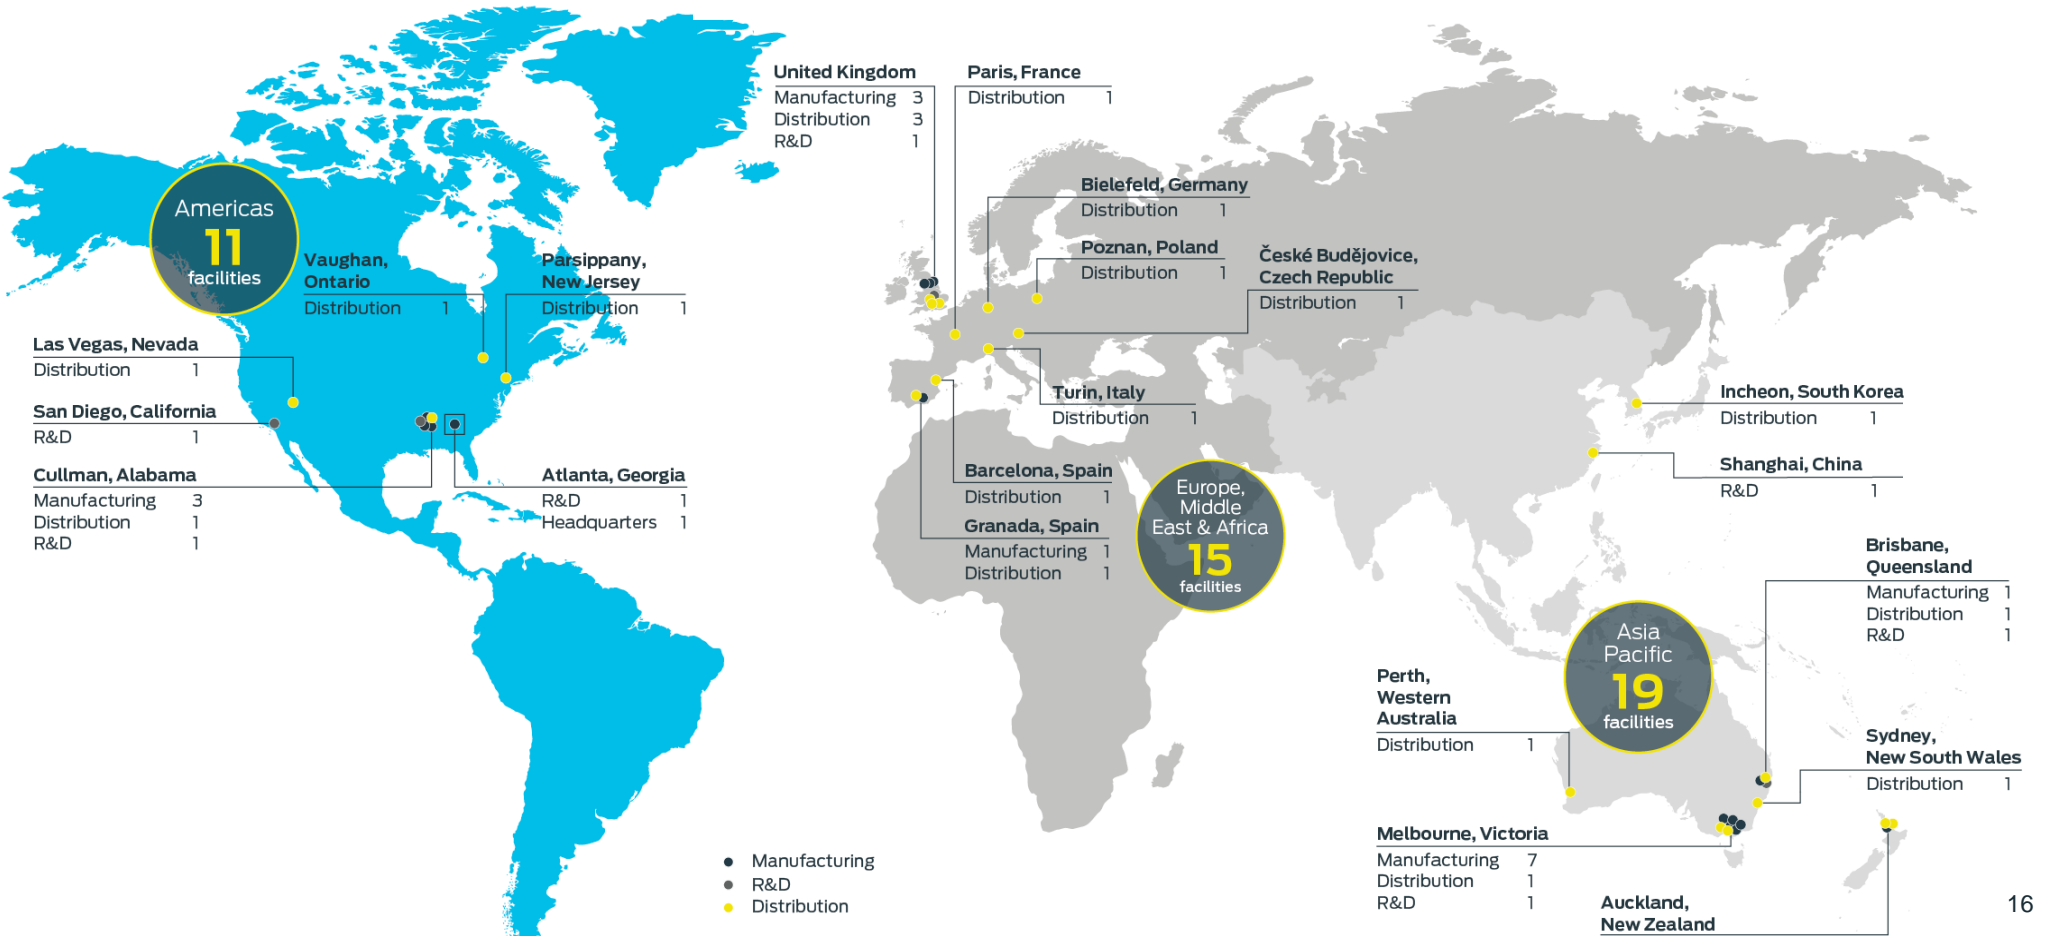 United Kingdom
Manufacturing 3
Distribution 3
R&D 1
Paris, France
Distribution 1
Bielefeld, Germany
Distribution 1
Poznan, Poland
Distribution 1
České Budějovice,
Czech Republic
Distribution 1
Americas
11
facilities
Vaughan,
Ontario
Distribution 1
Parsippany,
New Jersey
Distribution 1
Las Vegas, Nevada
Distribution 1
San Diego, California
R&D 1
Cullman, Alabama
Manufacturing 3
Distribution 1
R&D 1
Atlanta, Georgia
R&D 1
Headquarters 1
Turin, Italy
Distribution 1
Barcelona, Spain
Distribution 1
Granada, Spain
Manufacturing 1
Distribution 1
Europe,
Middle
East & Africa
15
facilities
Incheon, South Korea
Distribution 1
Shanghai, China
R&D 1
Brisbane,
Queensland
Manufacturing 1
Distribution 1
R&D 1
Asia
Pacific
19
facilities
Perth,
Western
Australia
Distribution 1
Sydney,
New South Wales
Distribution 1
Melbourne, Victoria
Manufacturing 7
Distribution 1
R&D 1
Auckland,
New Zealand
Manufacturing
R&D
Distribution
16